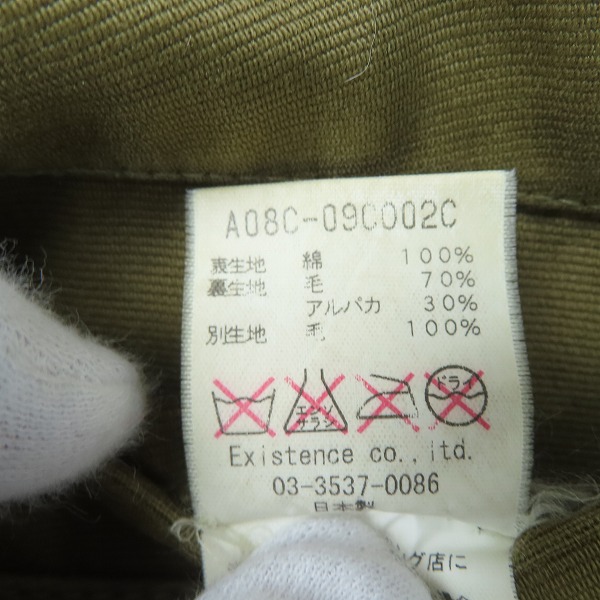 A08C-09C002C
表生地 綿 100%
裏生地 毛 70%
アルパカ 30%
別生地 毛 100%
エンソ サラシ ドライ
Existence co., itd.
03-3537-0086
日本製
グ店に